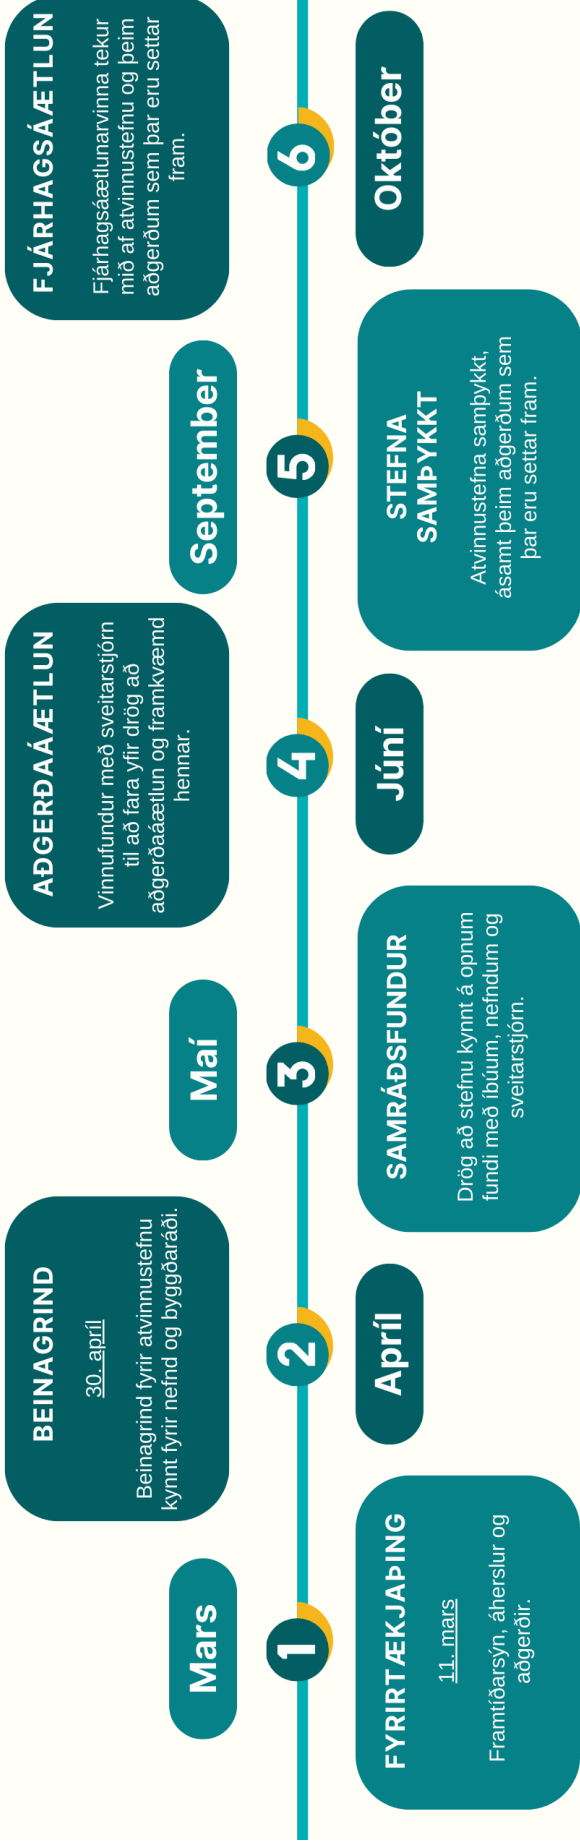 Mars
1
FYRIRTÆKJAÞING
11. mars
Framtíðarsýn, áherslur og
aðgerðir.
BEINAGRIND
30. apríl
Beinagrind fyrir atvinnustefnu
kynnt fyrir nefnd og byggðaráði.
2
Apríl
Maí
3
SAMRÁÐSFUNDUR
Drög að stefnu kynnt á opnum
fundi með íbúum, nefndum og
sveitarstjórn.
AÐGERÐAÁÆTLUN
Vinnufundur með sveitarstjórn
til að fara yfir drög að
aðgerðaáætlun og framkvæmd
hennar.
4
Júní
September
5
STEFNA
SAMÞYKKT
Atvinnustefna samþykkt,
ásamt þeim aðgerðum sem
þar eru settar fram.
FJÁRHAGSÁÆTLUN
Fjárhagsáætlunarvinna tekur
mið af atvinnustefnu og þeim
aðgerðum sem þar eru settar
fram.
6
Október